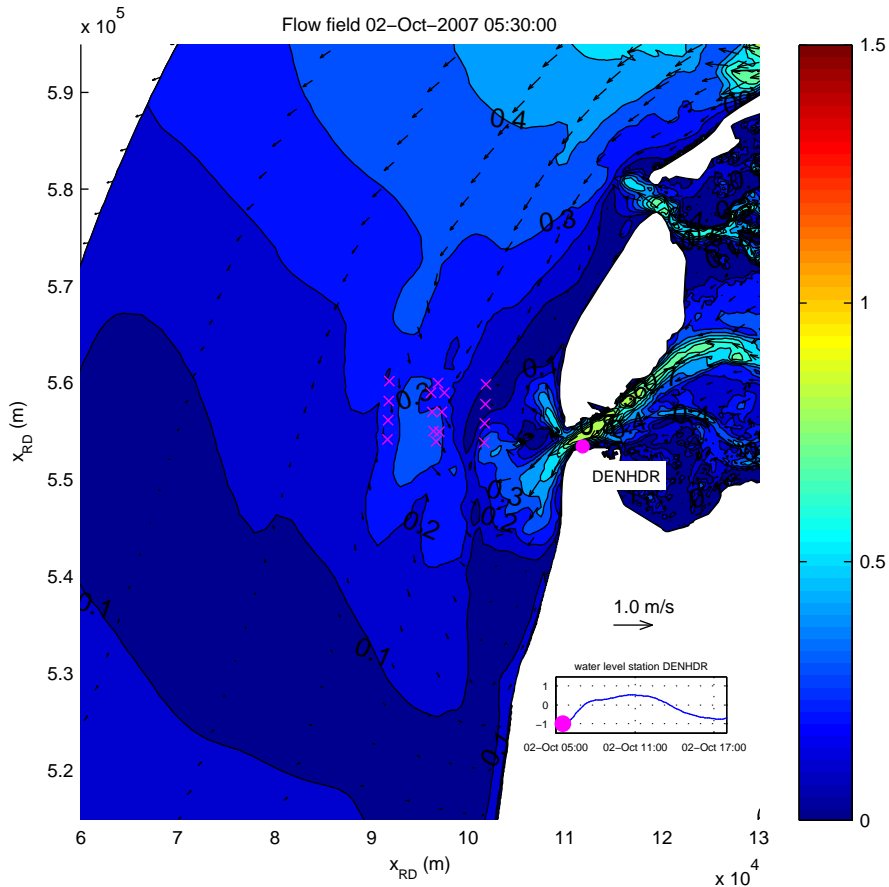 Flow field 02–Oct–2007 05:30:00
x 10^5
5.9
5.8
5.7
5.6
5.5
5.4
5.3
5.2
x_RD (m)
6
7
8
9
10
11
12
13
x_RD (m)
x 10^4
1.5
1
0.5
0
0.4
0.3
0.1
0.3
0.2
0.2
0.1
0.1
0.1
DENHDR
1.0 m/s
water level station DENHDR
1
0
−1
02−Oct 05:00
02−Oct 11:00
02−Oct 17:00